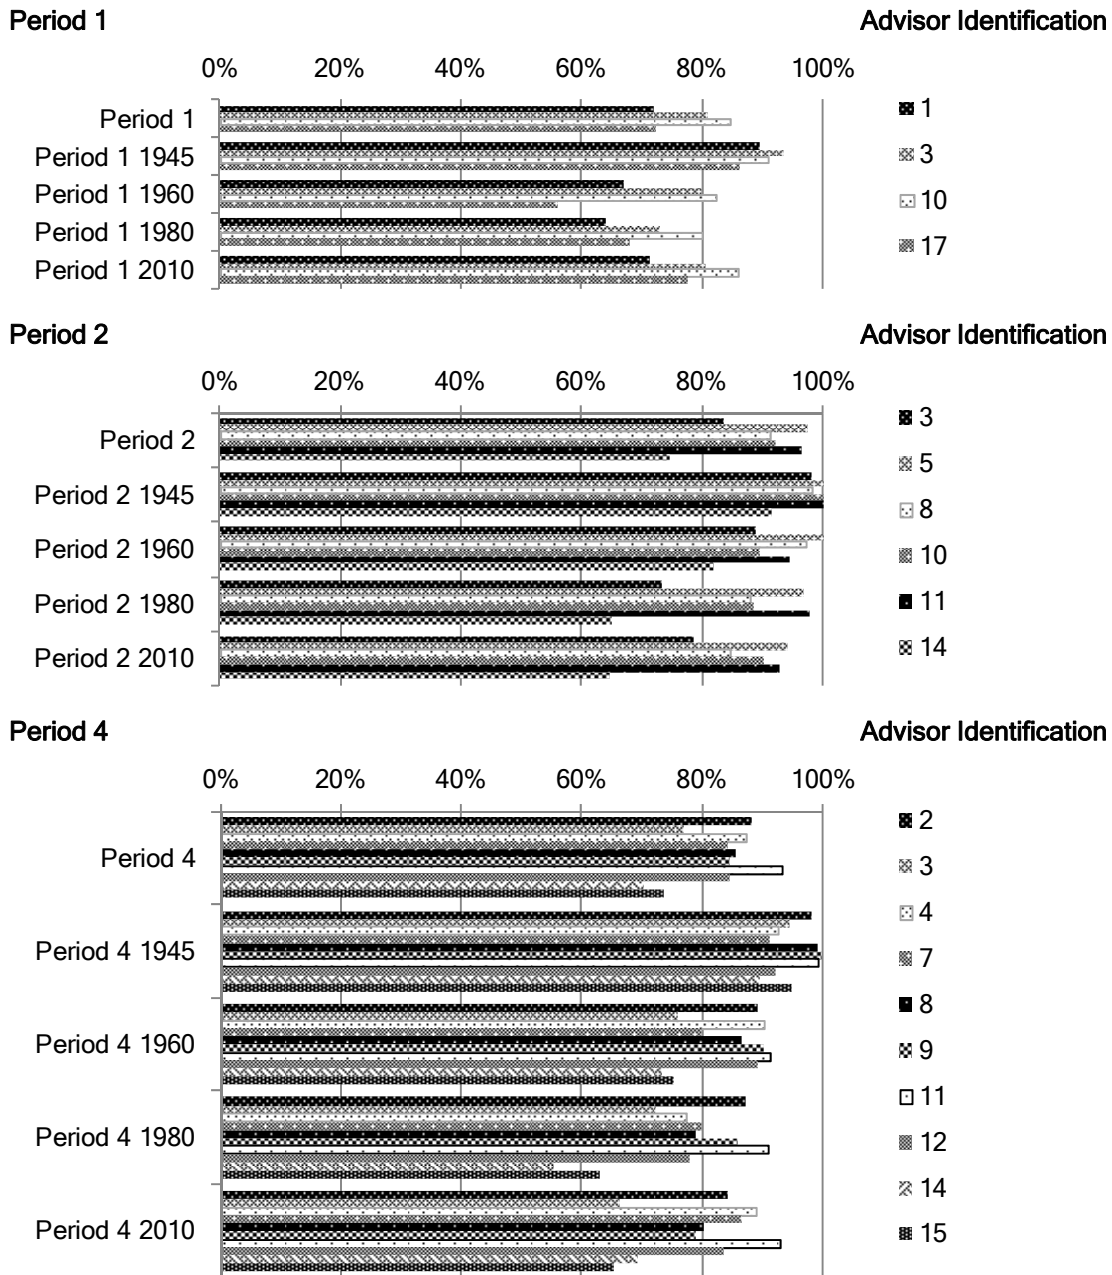 Period 1 Advisor Identification
0% 20% 40% 60% 80% 100%
Period 1
Period 1 1945
Period 1 1960
Period 1 1980
Period 1 2010
1
3
10
17
Period 2 Advisor Identification
0% 20% 40% 60% 80% 100%
Period 2
Period 2 1945
Period 2 1960
Period 2 1980
Period 2 2010
3
5
8
10
11
14
Period 4 Advisor Identification
0% 20% 40% 60% 80% 100%
Period 4
Period 4 1945
Period 4 1960
Period 4 1980
Period 4 2010
2
3
4
7
8
9
11
12
14
15